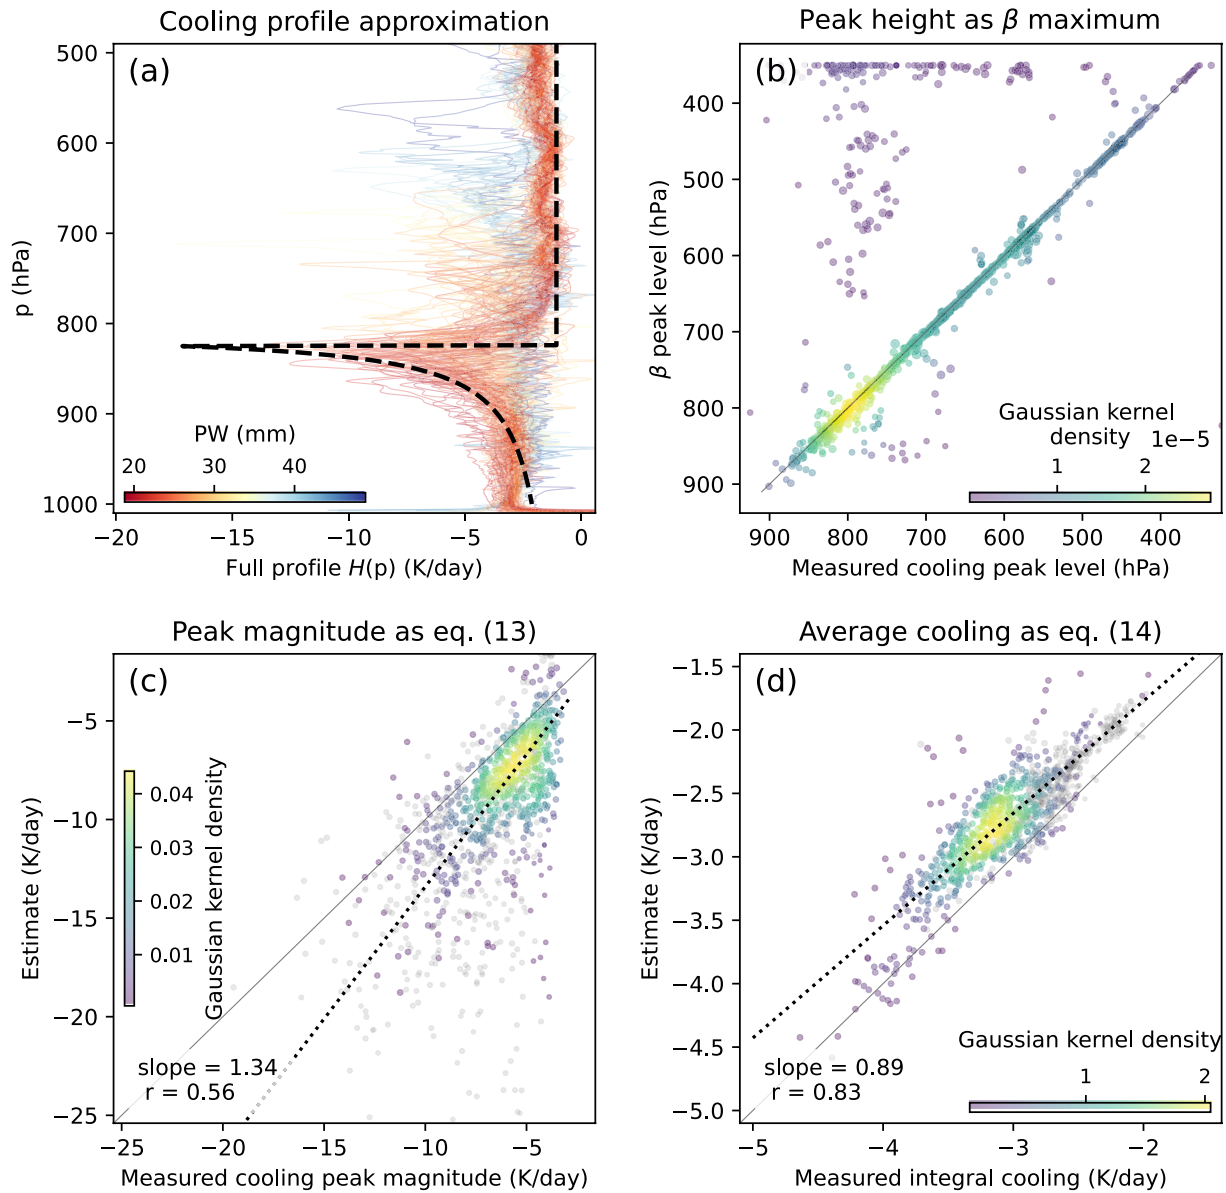 Cooling profile approximation
(a)
500
600
700
800
900
1000
p (hPa)
PW (mm)
20 30 40
−20 −15 −10 −5 0
Full profile H(p) (K/day)
Peak height as β maximum
(b)
400
500
600
700
800
900
β peak level (hPa)
Gaussian kernel
density 1e−5
1 2
900 800 700 600 500 400
Measured cooling peak level (hPa)
Peak magnitude as eq. (13)
(c)
−5
−10
−15
−20
−25
Estimate (K/day)
0.04
0.03
0.02
0.01
Gaussian kernel density
slope = 1.34
r = 0.56
−25 −20 −15 −10 −5
Measured cooling peak magnitude (K/day)
Average cooling as eq. (14)
(d)
−1.5
−2.0
−2.5
−3.0
−3.5
−4.0
−4.5
−5.0
Estimate (K/day)
Gaussian kernel density
1 2
slope = 0.89
r = 0.83
−5 −4 −3 −2
Measured integral cooling (K/day)